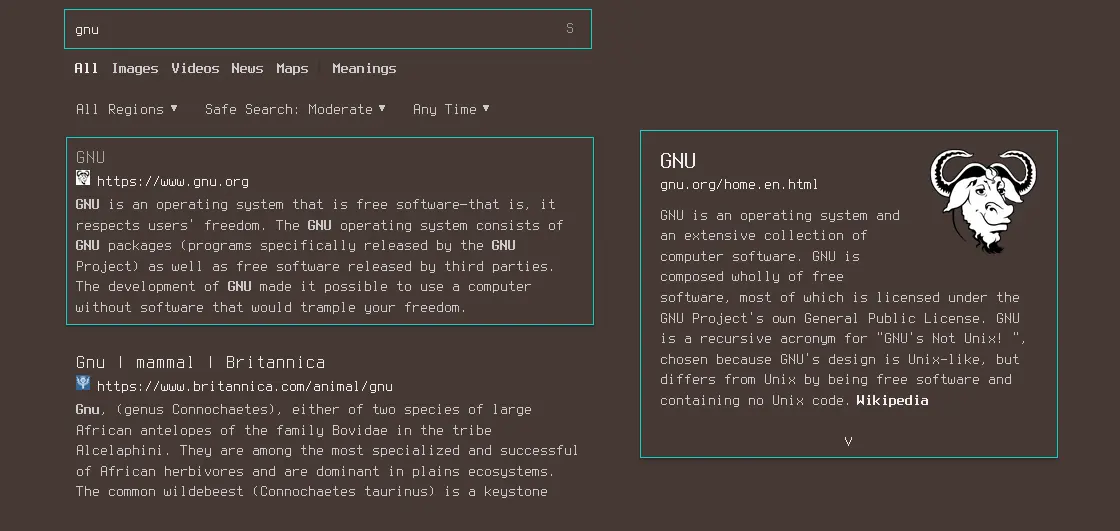 gnu S
All Images Videos News Maps Meanings
All Regions ▼ Safe Search: Moderate ▼ Any Time ▼
GNU
https://www.gnu.org
GNU is an operating system that is free software—that is, it
respects users' freedom. The GNU operating system consists of
GNU packages (programs specifically released by the GNU
Project) as well as free software released by third parties.
The development of GNU made it possible to use a computer
without software that would trample your freedom.
Gnu | mammal | Britannica
https://www.britannica.com/animal/gnu
Gnu, (genus Connochaetes), either of two species of large
African antelopes of the family Bovidae in the tribe
Alcelaphini. They are among the most specialized and successful
of African herbivores and are dominant in plains ecosystems.
The common wildebeest (Connochaetes taurinus) is a keystone
GNU
gnu.org/home.en.html
GNU is an operating system and
an extensive collection of
computer software. GNU is
composed wholly of free
software, most of which is licensed under the
GNU Project's own General Public License. GNU
is a recursive acronym for "GNU's Not Unix! ",
chosen because GNU's design is Unix-like, but
differs from Unix by being free software and
containing no Unix code. Wikipedia
V